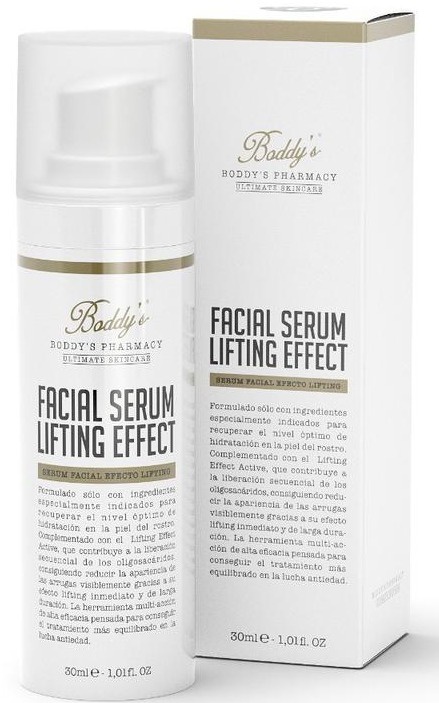 Boddy's
BODDY'S PHARMACY
ULTIMATE SKINCARE
FACIAL SERUM
LIFTING EFFECT
SERUM FACIAL EFECTO LIFTING
Formulado sólo con ingredientes
especialmente indicados para
recuperar el nivel óptimo de
hidratación en la piel del rostro.
Complementado con el Lifting Effect
Active, que contribuye a la liberación
secuencial de los oligosacáridos,
consiguiendo reducir la apariencia de
las arrugas visiblemente gracias a su
efecto lifting inmediato y de larga
duración. La herramienta multi-acción
de alta eficacia pensada para conseguir
el tratamiento más equilibrado en la
lucha antiedad.
30ml e - 1,01fl. OZ
Boddy's
BODDY'S PHARMACY
ULTIMATE SKINCARE
FACIAL SERUM
LIFTING EFFECT
SERUM FACIAL EFECTO LIFTING
Formulado sólo con ingredientes
especialmente indicados para
recuperar el nivel óptimo de
hidratación en la piel del rostro.
Complementado con el Lifting
Effect Active, que contribuye a
la liberación secuencial de los
oligosacáridos, consiguiendo redu-
cir la apariencia de las arrugas
visiblemente gracias a su efecto
lifting inmediato y de larga dura-
ción. La herramienta multi-ac-
ción de alta eficacia pensada para
conseguir el tratamiento más
equilibrado en la lucha antiedad.
30ml e - 1,01fl. OZ